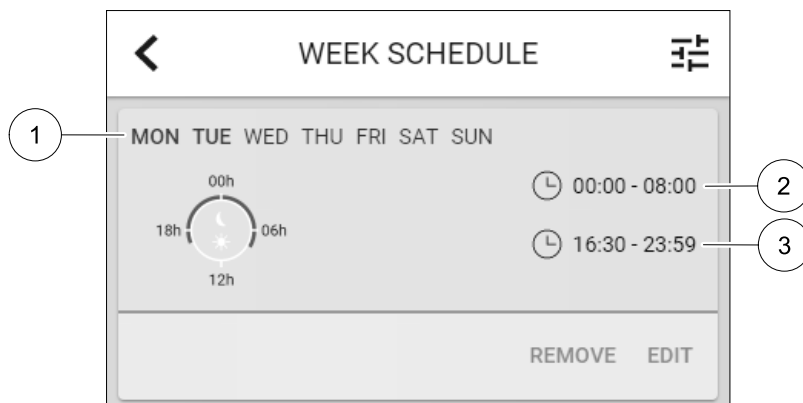 WEEK SCHEDULE
1
MON TUE WED THU FRI SAT SUN
00h
18h
06h
12h
00:00 - 08:00
2
16:30 - 23:59
3
REMOVE EDIT